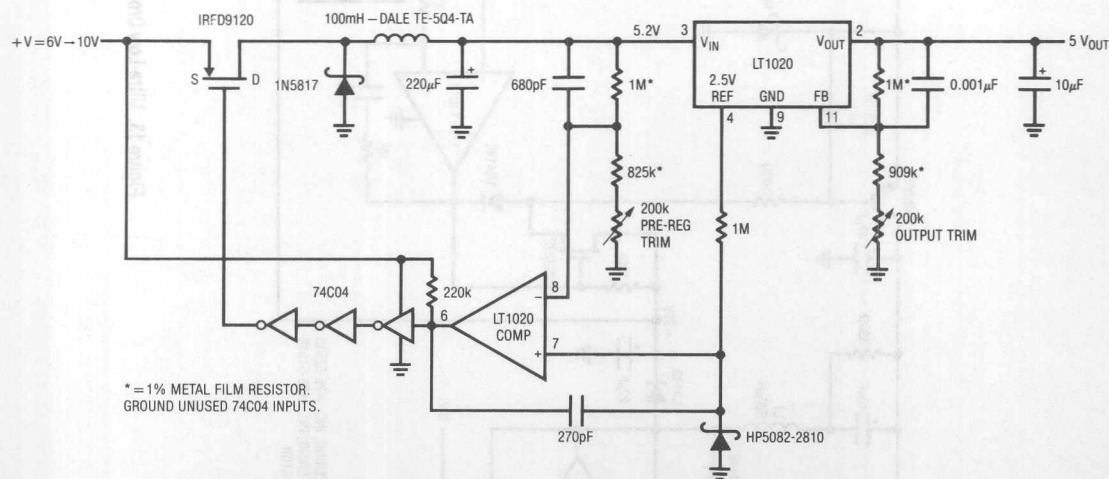 IRFD9120
100mH – DALE TE-5Q4-TA
+V = 6V → 10V
S
D
1N5817
220µF
+
680pF
1M*
5.2V
3
VIN
VOUT
2
LT1020
2.5V
REF
GND
FB
4
9
11
1M*
0.001µF
+
10µF
5 VOUT
825k*
200k
PRE-REG
TRIM
1M
909k*
200k
OUTPUT TRIM
74C04
220k
6
8
–
LT1020
COMP
7
+
* = 1% METAL FILM RESISTOR.
GROUND UNUSED 74C04 INPUTS.
270pF
HP5082-2810